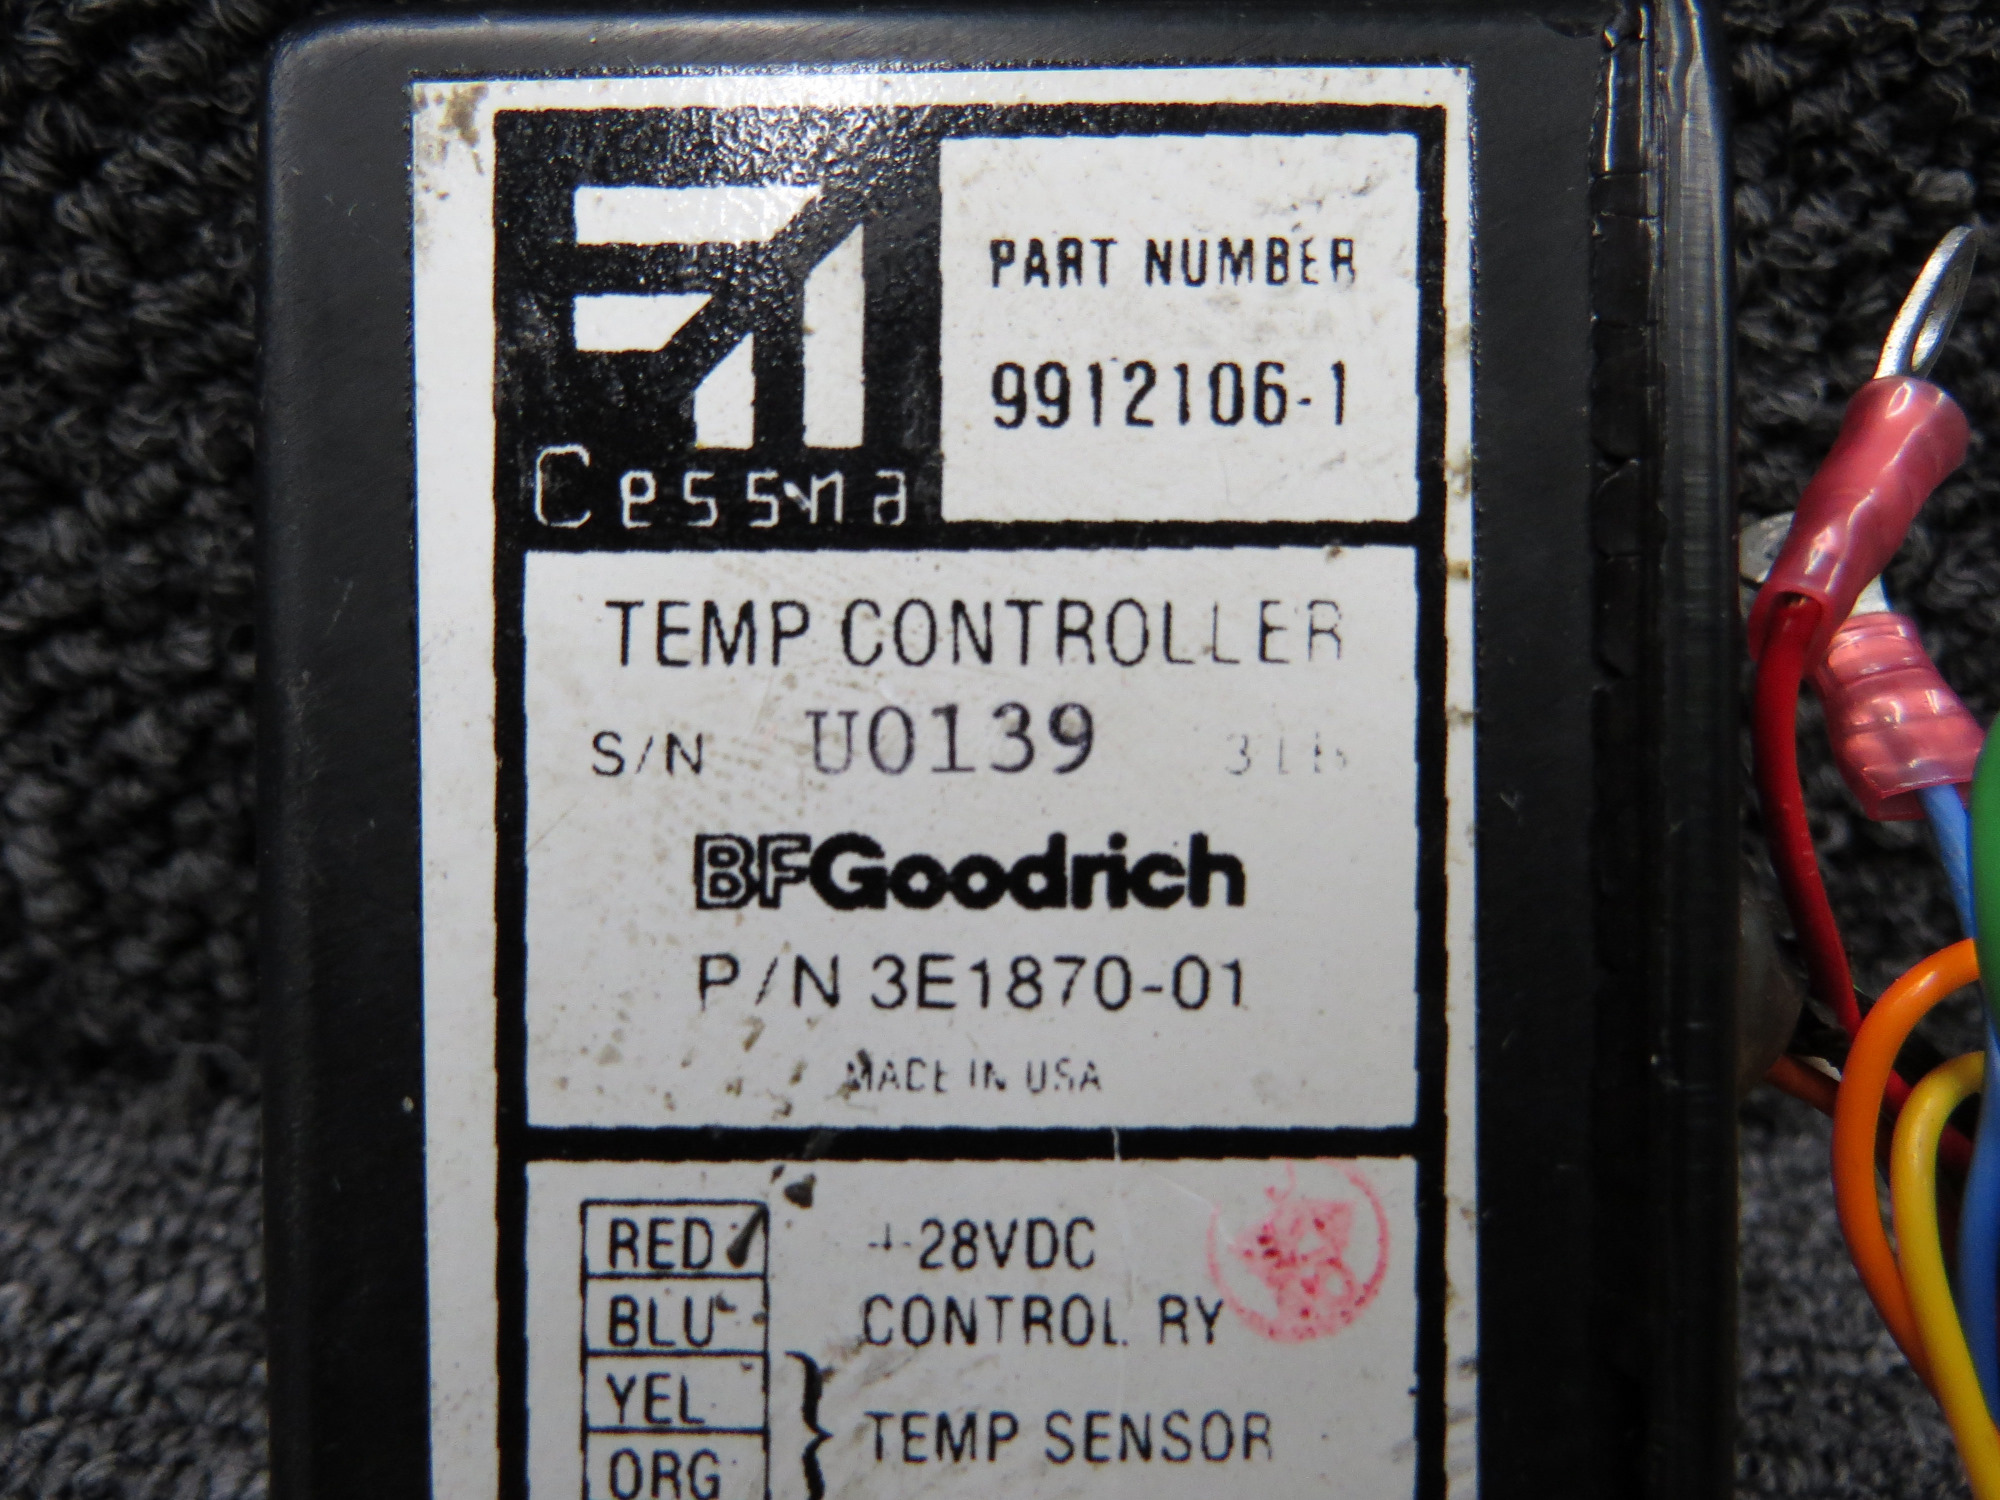 Cessna
PART NUMBER
9912106-1
TEMP CONTROLLER
S/N U0139
BFGoodrich
P/N 3E1870-01
MADE IN USA
RED +28VDC
BLU CONTROL RY
YEL
ORG
TEMP SENSOR